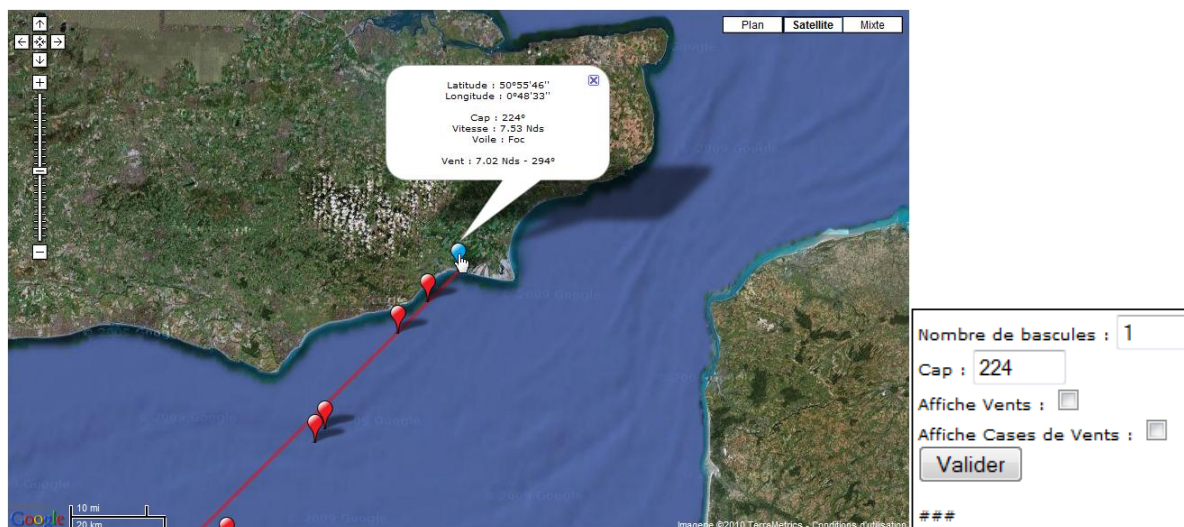 Plan Satellite Mixte
Latitude : 50°55'46''
Longitude : 0°48'33''
Cap : 224°
Vitesse : 7.53 Nds
Voile : Foc
Vent : 7.02 Nds - 294°
Nombre de bascules : 1
Cap : 224
Affiche Vents :
Affiche Cases de Vents :
Valider
###
10 mi
20 km
Google
Imagerie ©2010 TerraMetrics - Conditions d'utilisation